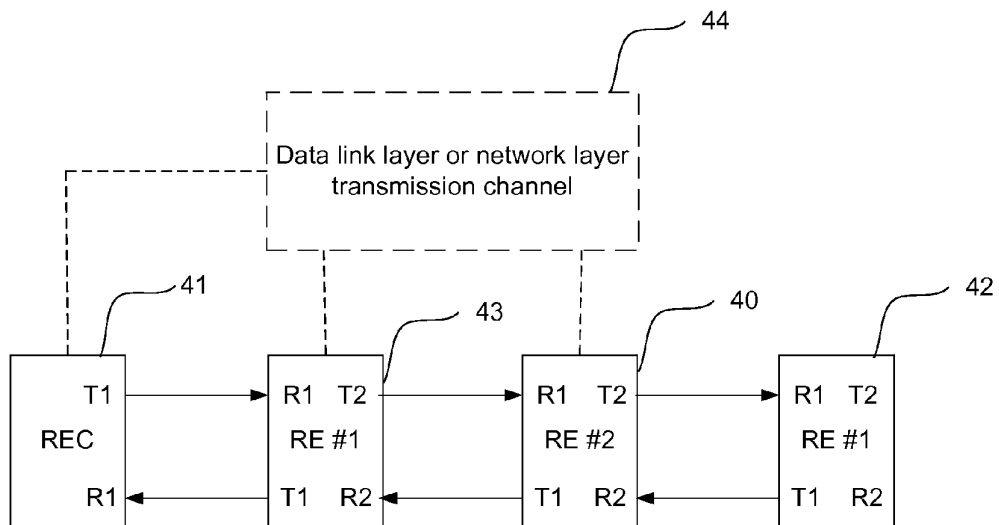 44
Data link layer or network layer
transmission channel
41
43
40
42
T1
R1 T2
R1 T2
R1 T2
REC
RE #1
RE #2
RE #1
R1
T1 R2
T1 R2
T1 R2